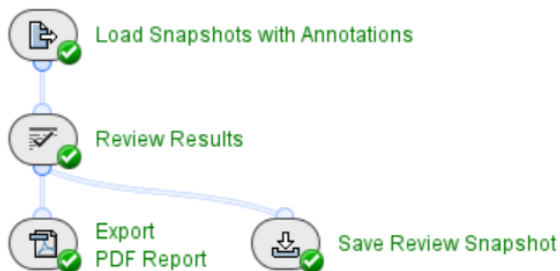 Load Snapshots with Annotations
Review Results
Export
PDF Report
Save Review Snapshot